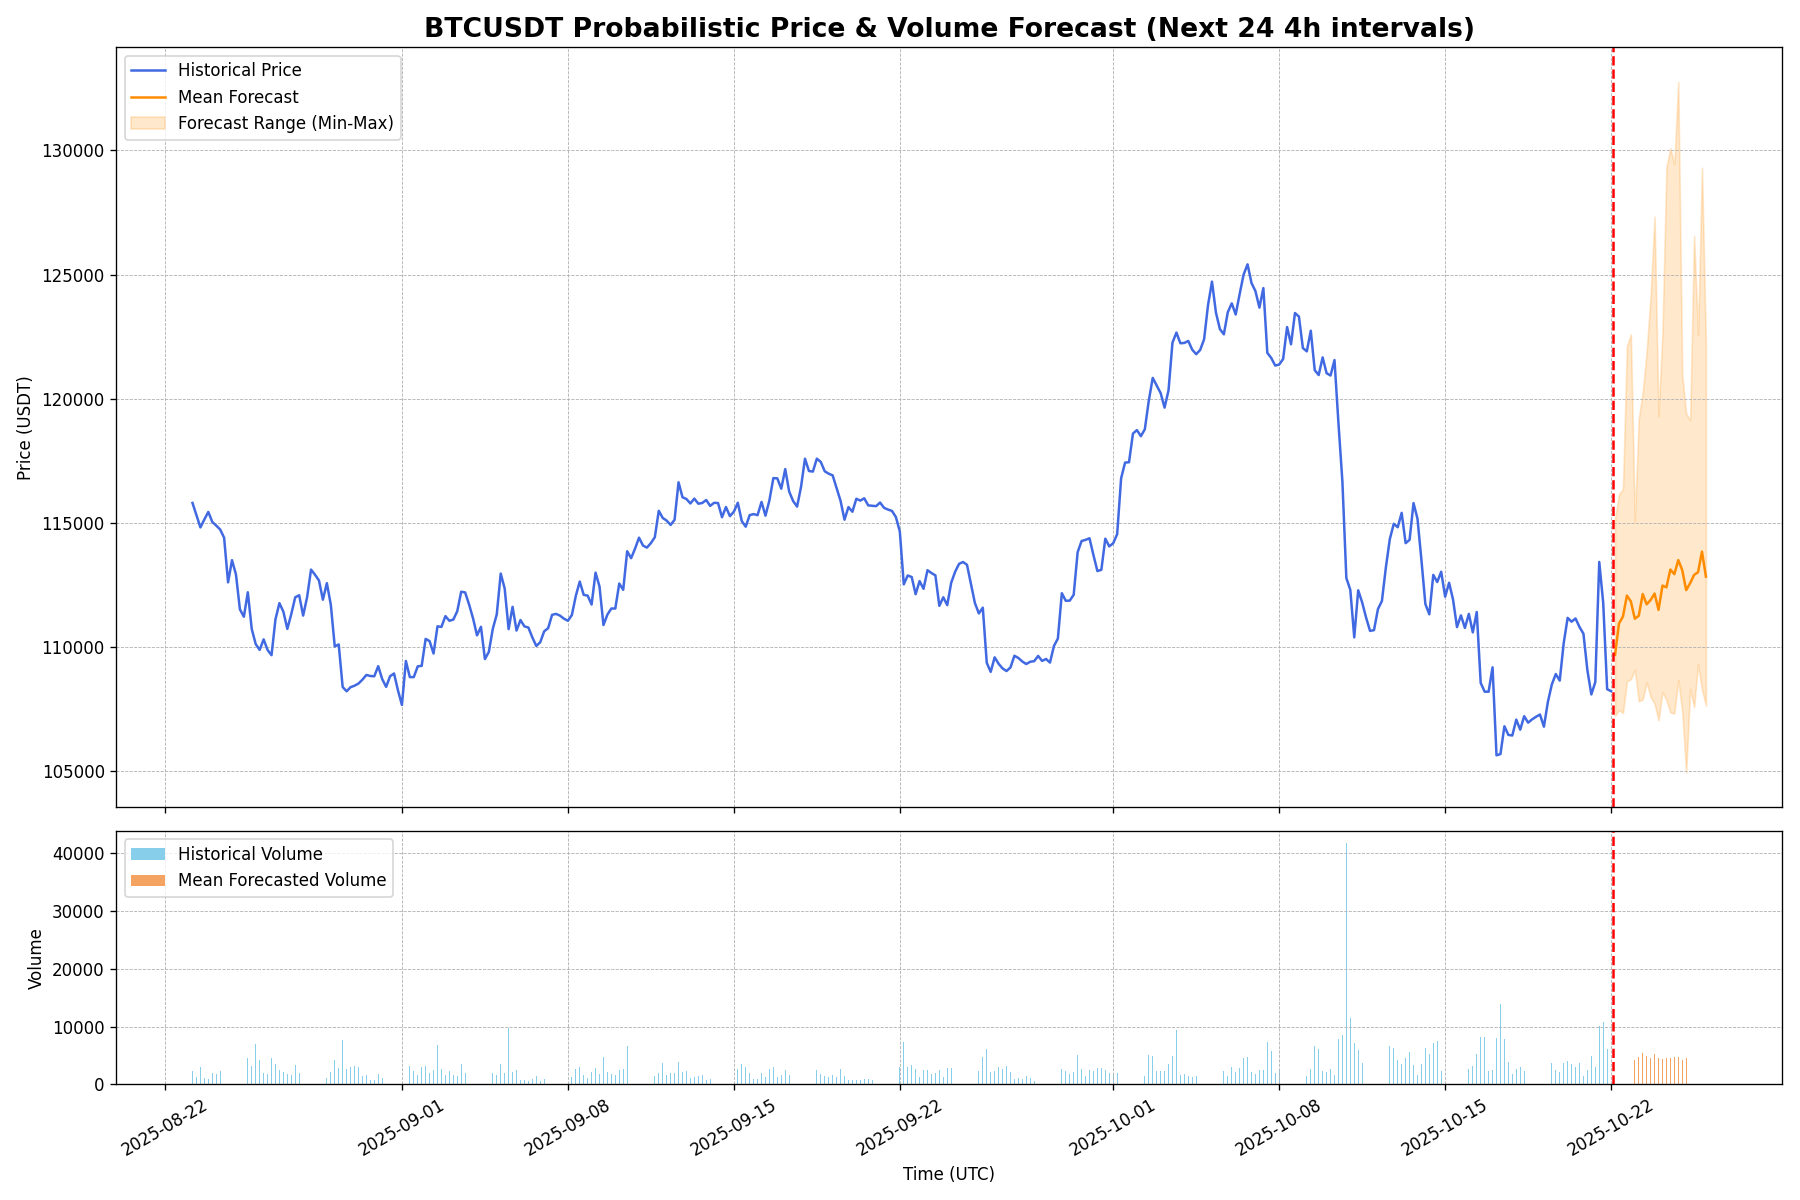 BTCUSDT Probabilistic Price & Volume Forecast (Next 24 4h intervals)
Historical Price
Mean Forecast
Forecast Range (Min-Max)
130000
125000
120000
115000
110000
105000
Price (USDT)
Historical Volume
Mean Forecasted Volume
40000
30000
20000
10000
0
Volume
2025-08-22
2025-09-01
2025-09-08
2025-09-15
2025-09-22
2025-10-01
2025-10-08
2025-10-15
2025-10-22
Time (UTC)